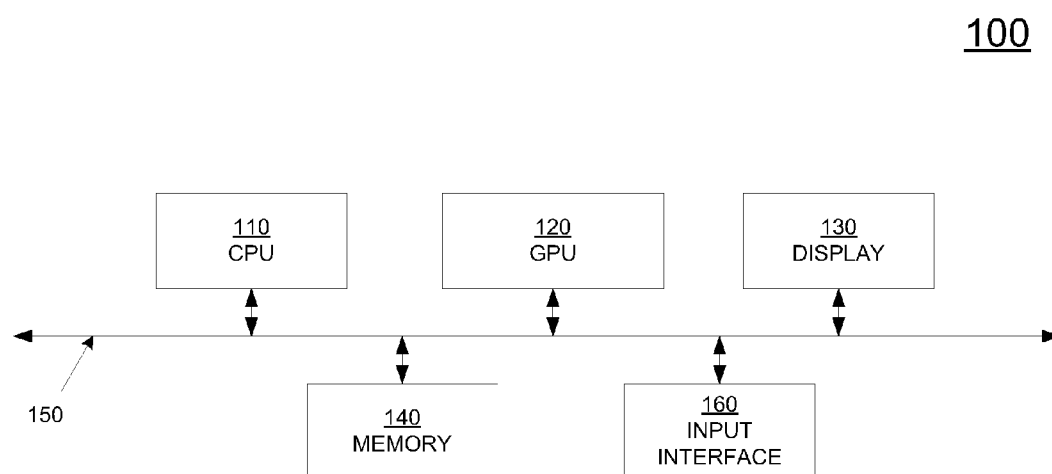 100
110
CPU
120
GPU
130
DISPLAY
150
140
MEMORY
160
INPUT
INTERFACE